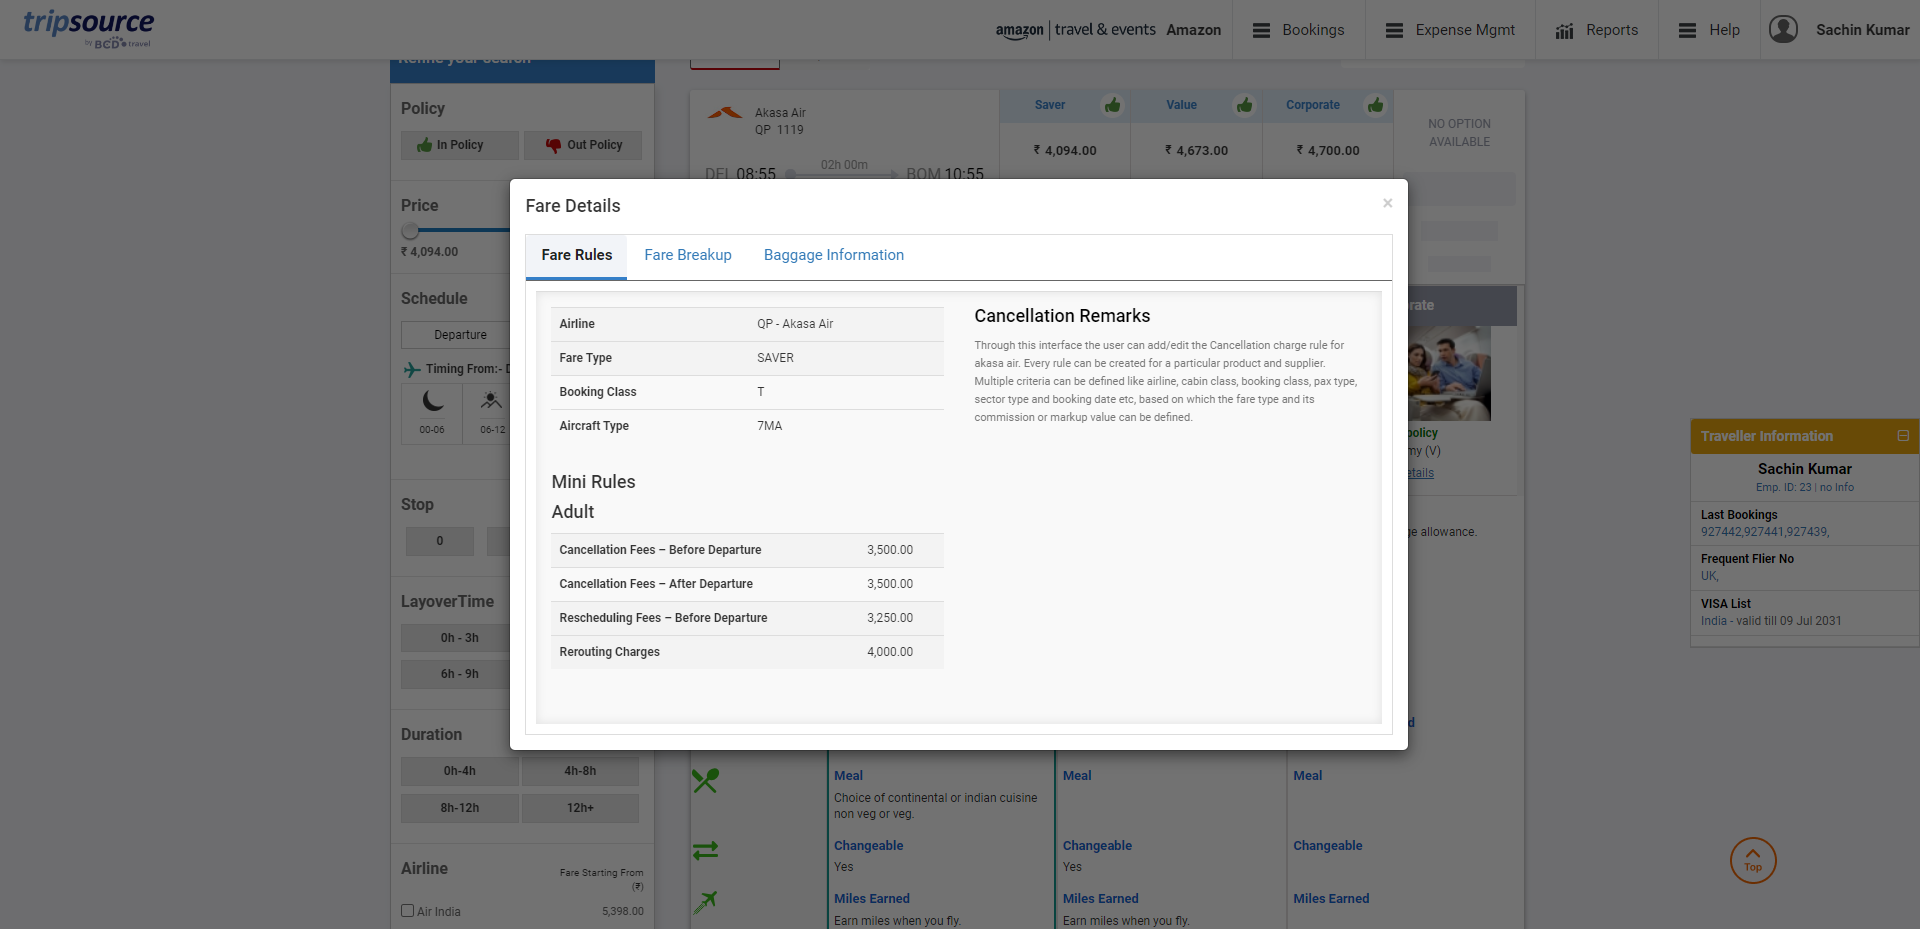 tripsource
by BCD travel
amazon | travel & events Amazon
Bookings
Expense Mgmt
Reports
Help
Sachin Kumar
Refine your Search
Policy
In Policy
Out Policy
Price
₹ 4,094.00
Schedule
Departure
Timing From:- D
00-06
06-12
Stop
0
LayoverTime
0h - 3h
6h - 9h
Duration
0h-4h
4h-8h
8h-12h
12h+
Airline
Fare Starting From
(₹)
Air India
5,398.00
Akasa Air
QP 1119
DEL 08:55
02h 00m
BOM 10:55
Saver
Value
Corporate
₹ 4,094.00
₹ 4,673.00
₹ 4,700.00
NO OPTION
AVAILABLE
Fare Details
×
Fare Rules
Fare Breakup
Baggage Information
Airline QP - Akasa Air
Fare Type SAVER
Booking Class T
Aircraft Type 7MA
Mini Rules
Adult
Cancellation Fees – Before Departure 3,500.00
Cancellation Fees – After Departure 3,500.00
Rescheduling Fees – Before Departure 3,250.00
Rerouting Charges 4,000.00
Cancellation Remarks
Through this interface the user can add/edit the Cancellation charge rule for
akasa air. Every rule can be created for a particular product and supplier.
Multiple criteria can be defined like airline, cabin class, booking class, pax type,
sector type and booking date etc, based on which the fare type and its
commission or markup value can be defined.
rate
policy
my (V)
etails
ge allowance.
d
Meal
Choice of continental or indian cuisine
non veg or veg.
Meal
Meal
Changeable
Yes
Changeable
Yes
Changeable
Miles Earned
Earn miles when you fly.
Miles Earned
Earn miles when you fly.
Miles Earned
Traveller Information
Sachin Kumar
Emp. ID: 23 | no Info
Last Bookings
927442,927441,927439,
Frequent Flier No
UK,
VISA List
India - valid till 09 Jul 2031
Top